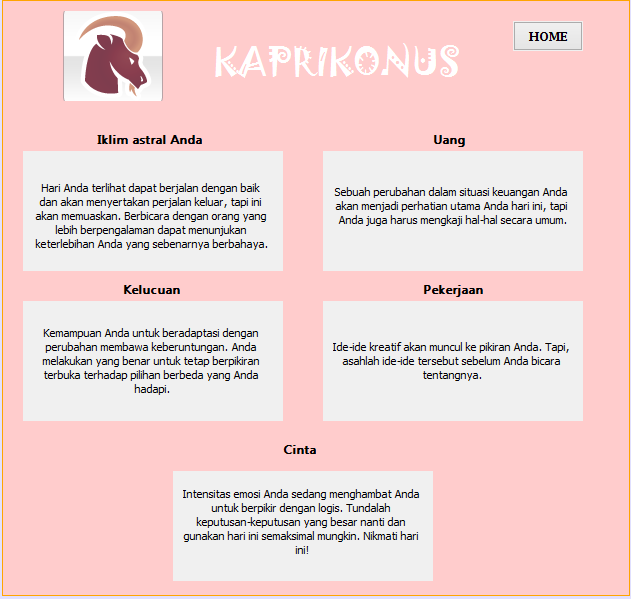 KAPRIKONUS
HOME
Iklim astral Anda
Hari Anda terlihat dapat berjalan dengan baik
dan akan menyertakan perjalan keluar, tapi ini
akan memuaskan. Berbicara dengan orang yang
lebih berpengalaman dapat menunjukan
keterlebihan Anda yang sebenarnya berbahaya.
Uang
Sebuah perubahan dalam situasi keuangan Anda
akan menjadi perhatian utama Anda hari ini, tapi
Anda juga harus mengkaji hal-hal secara umum.
Kelucuan
Kemampuan Anda untuk beradaptasi dengan
perubahan membawa keberuntungan. Anda
melakukan yang benar untuk tetap berpikiran
terbuka terhadap pilihan berbeda yang Anda
hadapi.
Pekerjaan
Ide-ide kreatif akan muncul ke pikiran Anda. Tapi,
asahlah ide-ide tersebut sebelum Anda bicara
tentangnya.
Cinta
Intensitas emosi Anda sedang menghambat Anda
untuk berpikir dengan logis. Tundalah
keputusan-keputusan yang besar nanti dan
gunakan hari ini semaksimal mungkin. Nikmati hari
ini!